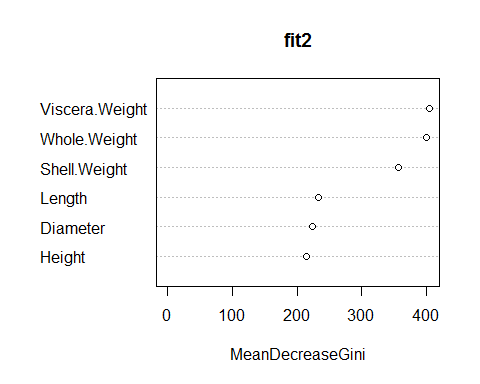 fit2
Viscera.Weight
Whole.Weight
Shell.Weight
Length
Diameter
Height
0 100 200 300 400
MeanDecreaseGini